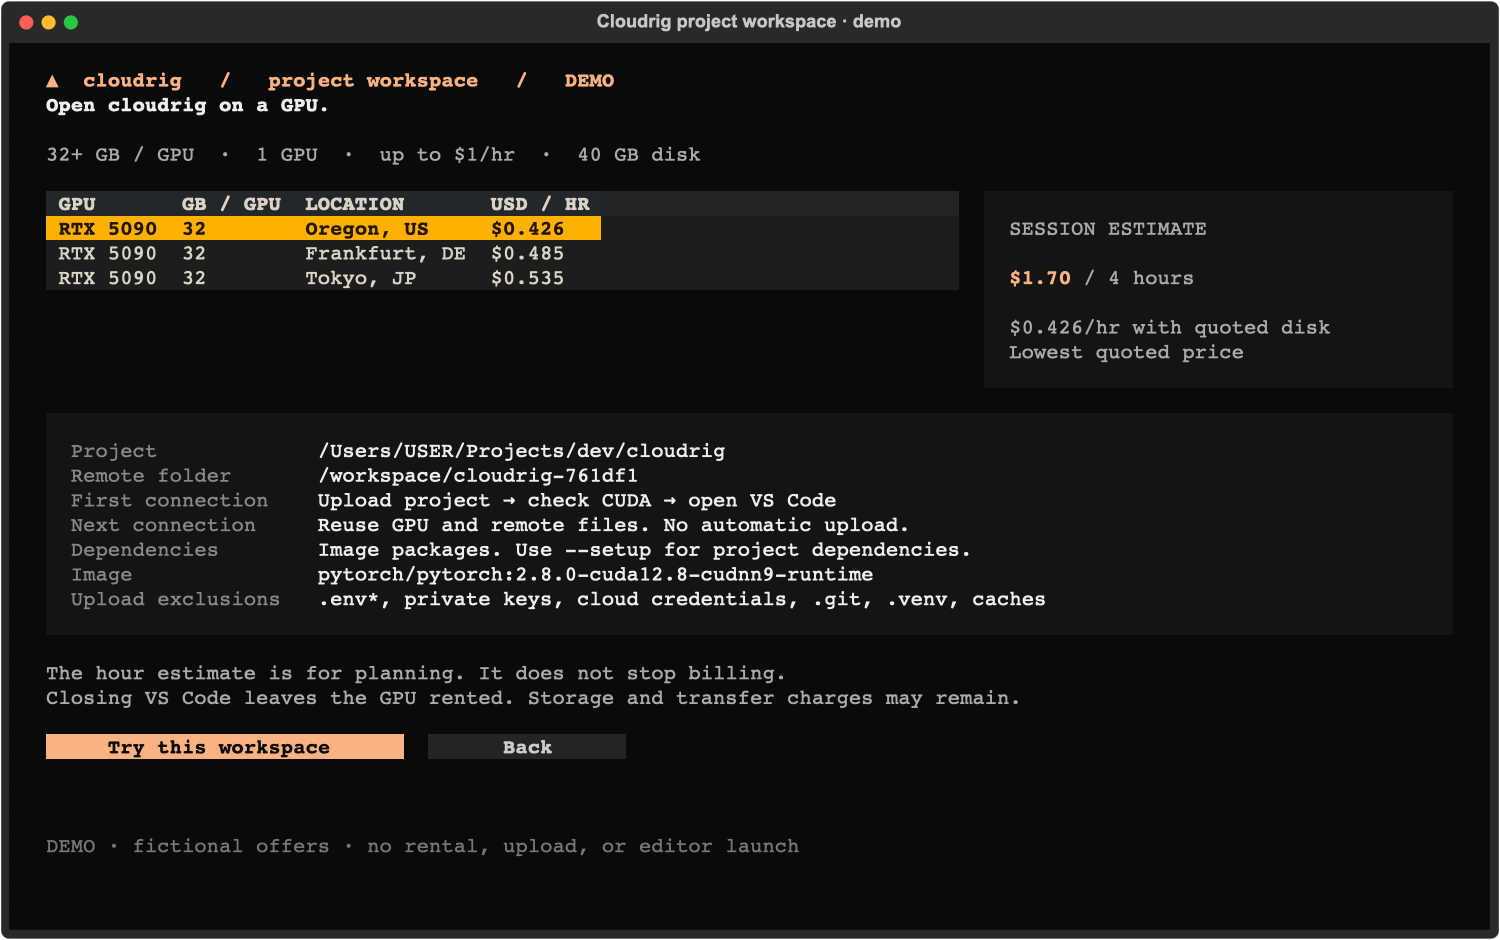 Cloudrig project workspace · demo
▲ cloudrig / project workspace / DEMO
Open cloudrig on a GPU.
32+ GB / GPU · 1 GPU · up to $1/hr · 40 GB disk
GPU GB / GPU LOCATION USD / HR
RTX 5090 32 Oregon, US $0.426
RTX 5090 32 Frankfurt, DE $0.485
RTX 5090 32 Tokyo, JP $0.535
SESSION ESTIMATE
$1.70 / 4 hours
$0.426/hr with quoted disk
Lowest quoted price
Project /Users/USER/Projects/dev/cloudrig
Remote folder /workspace/cloudrig-761df1
First connection Upload project → check CUDA → open VS Code
Next connection Reuse GPU and remote files. No automatic upload.
Dependencies Image packages. Use --setup for project dependencies.
Image pytorch/pytorch:2.8.0-cuda12.8-cudnn9-runtime
Upload exclusions .env*, private keys, cloud credentials, .git, .venv, caches
The hour estimate is for planning. It does not stop billing.
Closing VS Code leaves the GPU rented. Storage and transfer charges may remain.
Try this workspace Back
DEMO · fictional offers · no rental, upload, or editor launch